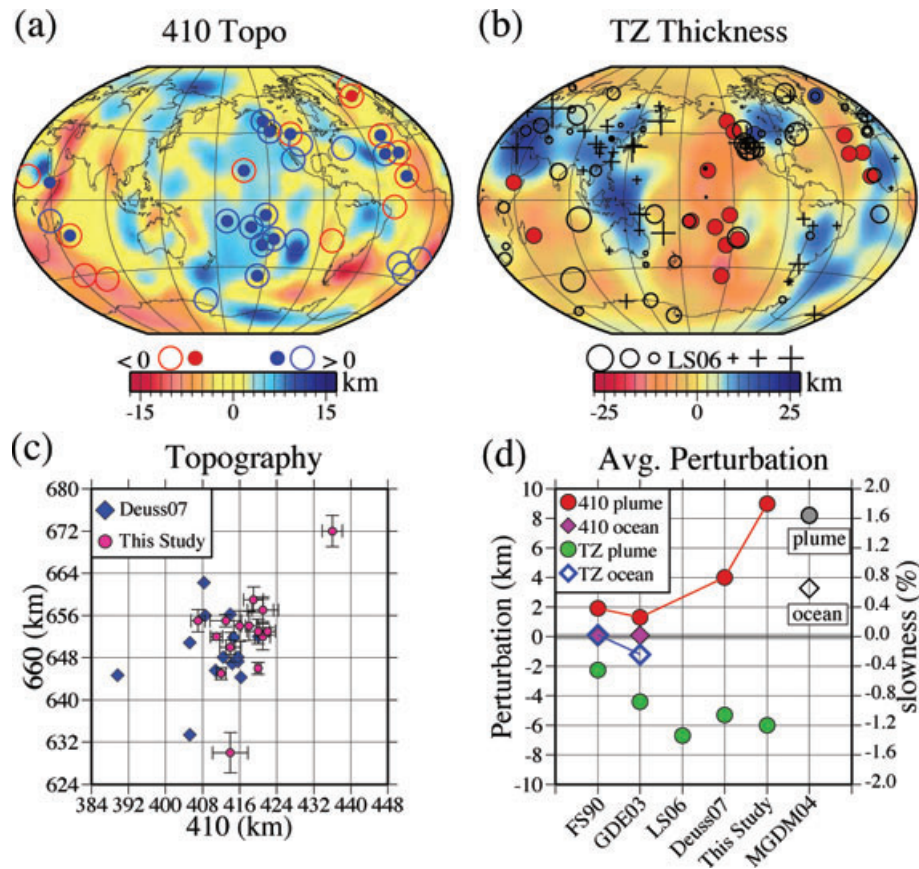 (a) 410 Topo
(b) TZ Thickness
< 0 > 0
km
-15 0 15
LS06
km
-25 0 25
(c) Topography
680
672
664
656
648
640
632
624
660 (km)
Deuss07
This Study
384 392 400 408 416 424 432 440 448
410 (km)
(d) Avg. Perturbation
10
8
6
4
2
0
-2
-4
-6
-8
-10
Perturbation (km)
410 plume
410 ocean
TZ plume
TZ ocean
plume
ocean
2.0
1.6
1.2
0.8
0.4
0.0
-0.4
-0.8
-1.2
-1.6
-2.0
slowness (%)
FS90
GDE03
LS06
Deuss07
This Study
MGDM04